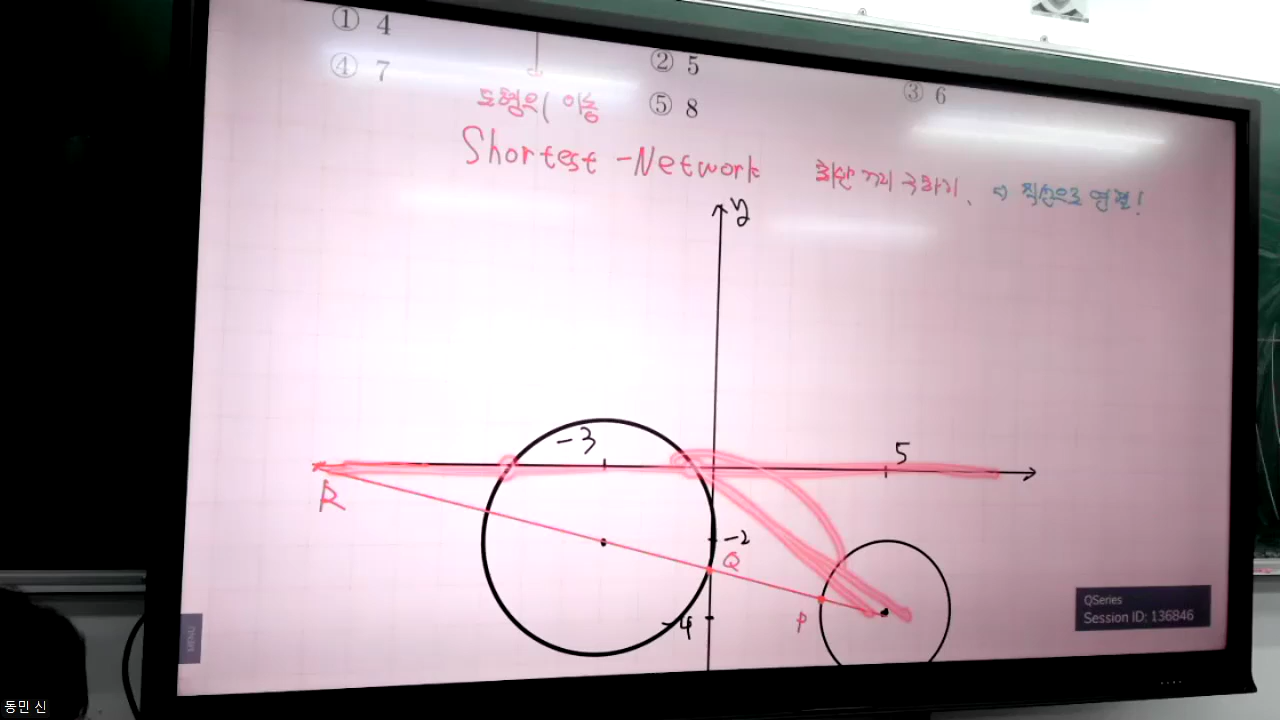 ① 4
② 5
③ 6
④ 7
⑤ 8
도형의 이동
Shortest-Network 최단 거리 구하기. ⇨ 직선으로 연결!
y
-3
5
R
-2
Q
P
-4
QSeries
Session ID: 136846
MENU
동민 신